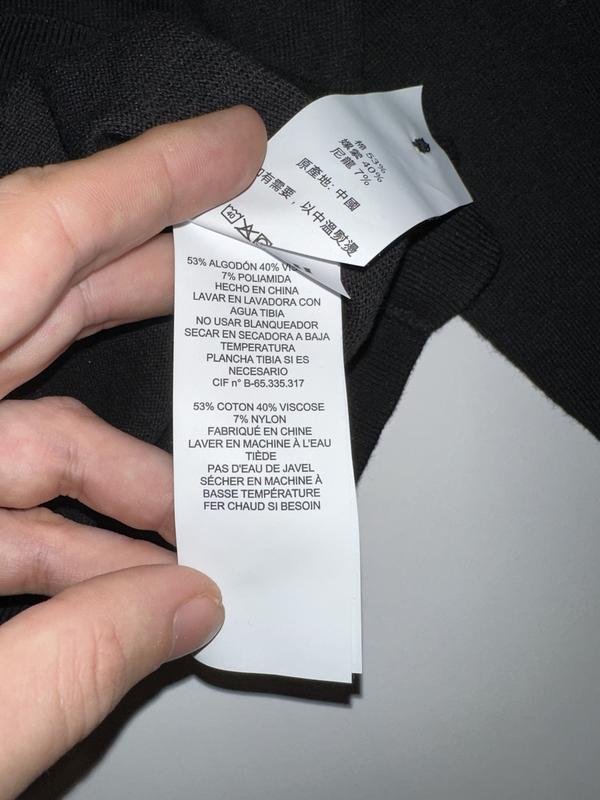 棉 53%
嫘縈 40%
尼龍 7%
原產地: 中國
有需要，以中溫熨燙
40
53% ALGODÓN 40%
7% POLIAMIDA
HECHO EN CHINA
LAVAR EN LAVADORA CON
AGUA TIBIA
NO USAR BLANQUEADOR
SECAR EN SECADORA A BAJA
TEMPERATURA
PLANCHA TIBIA SI ES
NECESARIO
CIF nº B-65.335.317
53% COTON 40% VISCOSE
7% NYLON
FABRIQUÉ EN CHINE
LAVER EN MACHINE À L'EAU
TIÈDE
PAS D'EAU DE JAVEL
SÉCHER EN MACHINE À
BASSE TEMPÉRATURE
FER CHAUD SI BESOIN